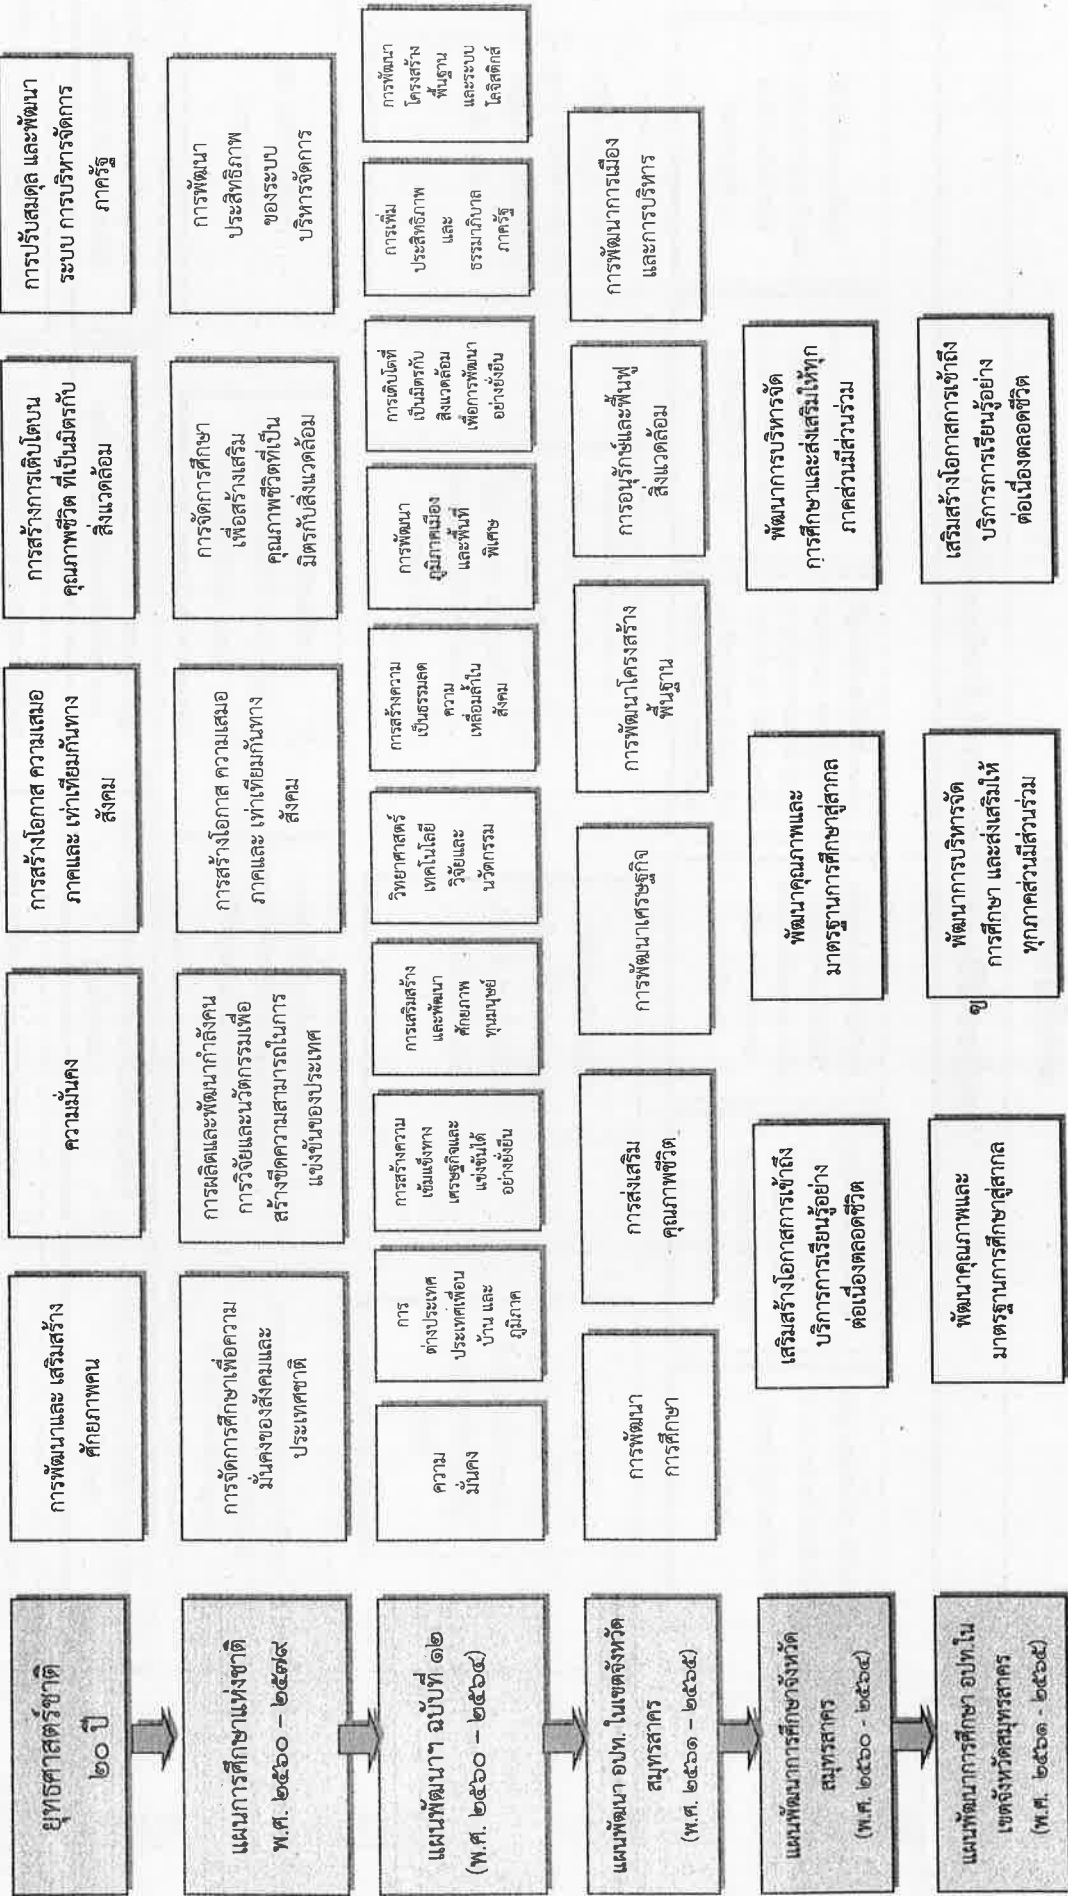 ยุทธศาสตร์ชาติ
๒๐ ปี
การพัฒนาและ เสริมสร้าง
ศักยภาพคน
ความมั่นคง
การสร้างโอกาส ความเสมอ
ภาคและ เท่าเทียมกันทาง
สังคม
การสร้างการเติบโตบน
คุณภาพชีวิต ที่เป็นมิตรกับ
สิ่งแวดล้อม
การปรับสมดุล และพัฒนา
ระบบ การบริหารจัดการ
ภาครัฐ
แผนการศึกษาแห่งชาติ
พ.ศ. ๒๕๖๐ – ๒๕๗๙
การจัดการศึกษาเพื่อความ
มั่นคงของสังคมและ
ประเทศชาติ
การผลิตและพัฒนากำลังคน
การวิจัยและนวัตกรรมเพื่อ
สร้างขีดความสามารถในการ
แข่งขันของประเทศ
การสร้างโอกาส ความเสมอ
ภาคและ เท่าเทียมกันทาง
สังคม
การจัดการศึกษา
เพื่อสร้างเสริม
คุณภาพชีวิตที่เป็น
มิตรกับสิ่งแวดล้อม
การพัฒนา
ประสิทธิภาพ
ของระบบ
บริหารจัดการ
แผนพัฒนาฯ ฉบับที่ ๑๒
(พ.ศ. ๒๕๖๐ – ๒๕๖๔)
ความ
มั่นคง
การ
ต่างประเทศ
ประเทศเพื่อน
บ้าน และ
ภูมิภาค
การสร้างความ
เข้มแข็งทาง
เศรษฐกิจและ
แข่งขันได้
อย่างยั่งยืน
การเสริมสร้าง
และพัฒนา
ศักยภาพ
ทุนมนุษย์
วิทยาศาสตร์
เทคโนโลยี
วิจัยและ
นวัตกรรม
การสร้างความ
เป็นธรรมลด
ความ
เหลื่อมล้ำใน
สังคม
การพัฒนา
ภูมิภาคเมือง
และพื้นที่
พิเศษ
การเติบโตที่
เป็นมิตรกับ
สิ่งแวดล้อม
เพื่อการพัฒนา
อย่างยั่งยืน
การเพิ่ม
ประสิทธิภาพ
และ
ธรรมาภิบาล
ภาครัฐ
การพัฒนา
โครงสร้าง
พื้นฐาน
และระบบ
โลจิสติกส์
แผนพัฒนา อปท. ในเขตจังหวัด
สมุทรสาคร
(พ.ศ. ๒๕๖๑ – ๒๕๖๕)
การพัฒนา
การศึกษา
การส่งเสริม
คุณภาพชีวิต
การพัฒนาเศรษฐกิจ
การพัฒนาโครงสร้าง
พื้นฐาน
การอนุรักษ์และฟื้นฟู
สิ่งแวดล้อม
การพัฒนาการเมือง
และการบริหาร
แผนพัฒนาการศึกษาจังหวัด
สมุทรสาคร
(พ.ศ. ๒๕๖๐ - ๒๕๖๔)
เสริมสร้างโอกาสการเข้าถึง
บริการการเรียนรู้อย่าง
ต่อเนื่องตลอดชีวิต
พัฒนาคุณภาพและ
มาตรฐานการศึกษาสู่สากล
พัฒนาการบริหารจัด
การศึกษาและส่งเสริมให้ทุก
ภาคส่วนมีส่วนร่วม
แผนพัฒนาการศึกษา อปท.ใน
เขตจังหวัดสมุทรสาคร
(พ.ศ. ๒๕๖๑ - ๒๕๖๕)
พัฒนาคุณภาพและ
มาตรฐานการศึกษาสู่สากล
พัฒนาการบริหารจัด
การศึกษา และส่งเสริมให้
ทุกภาคส่วนมีส่วนร่วม
เสริมสร้างโอกาสการเข้าถึง
บริการการเรียนรู้อย่าง
ต่อเนื่องตลอดชีวิต